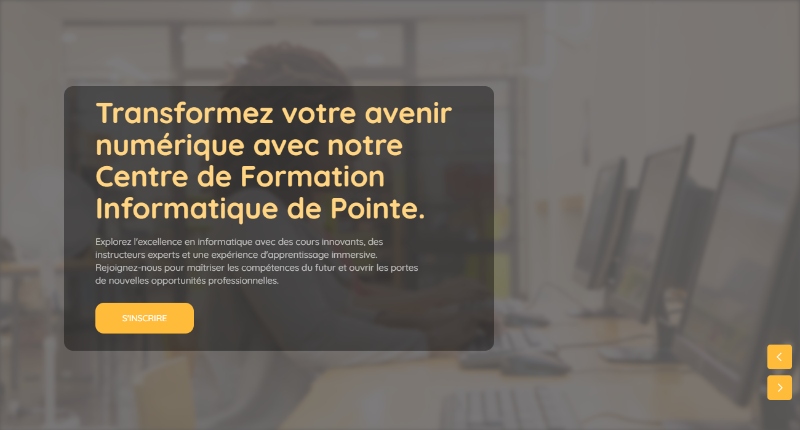 Transformez votre avenir
numérique avec notre
Centre de Formation
Informatique de Pointe.
Explorez l'excellence en informatique avec des cours innovants, des
instructeurs experts et une expérience d'apprentissage immersive.
Rejoignez-nous pour maîtriser les compétences du futur et ouvrir les portes
de nouvelles opportunités professionnelles.
S'INSCRIRE